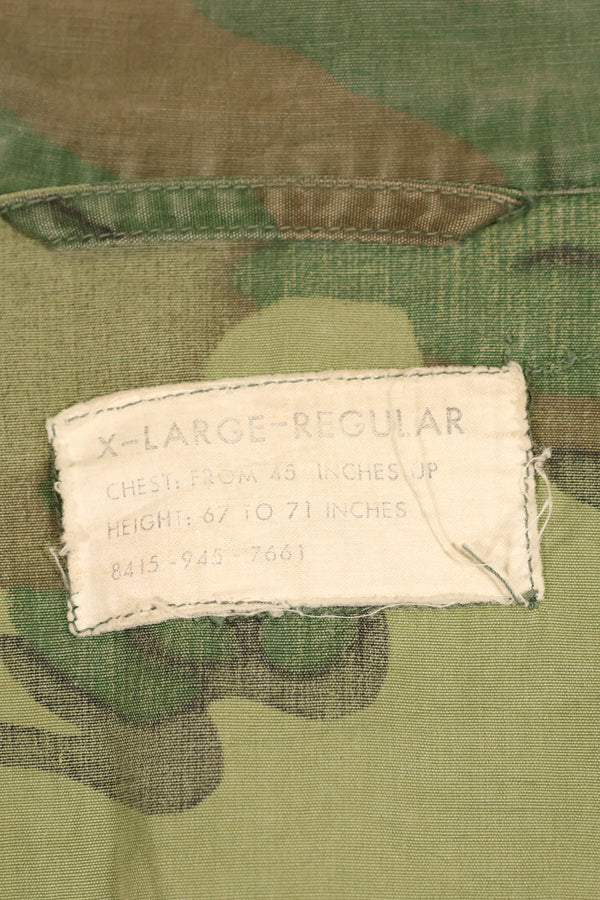 X-LARGE-REGULAR
CHEST: FROM 45 INCHES UP
HEIGHT: 67 TO 71 INCHES
8415-945-7661